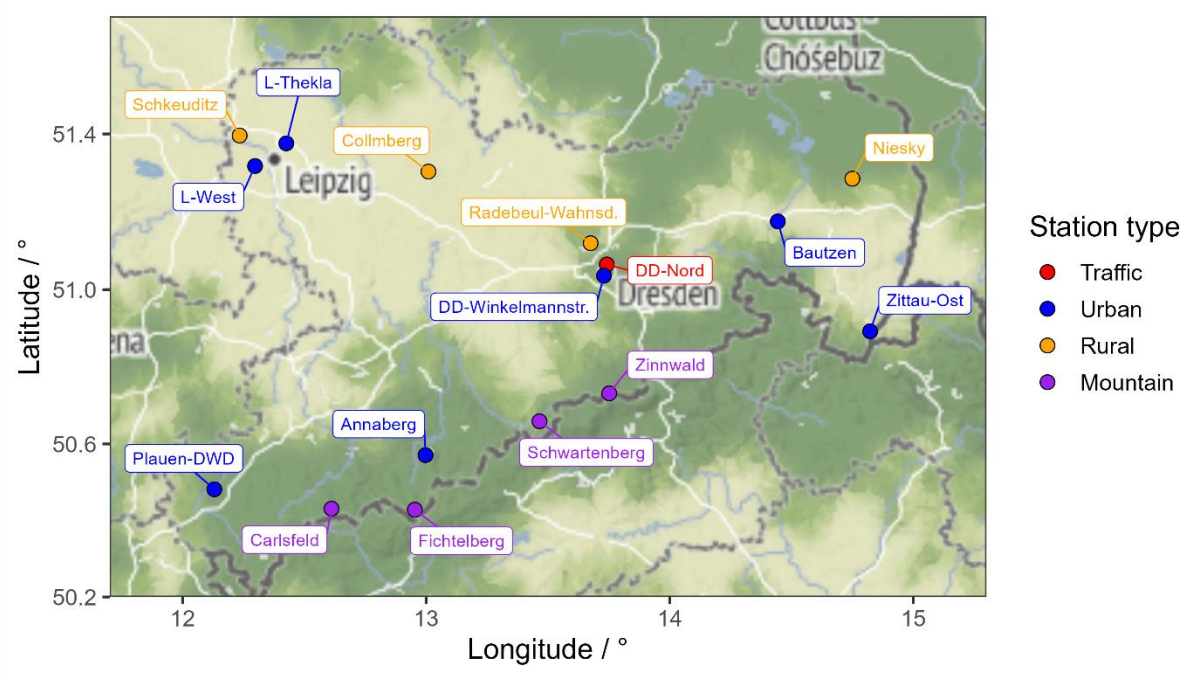 Cottbus -
Chóśebuz
L-Thekla
Schkeuditz
51.4
Collmberg
Niesky
Leipzig
L-West
Radebeul-Wahnsd.
Station type
Bautzen
DD-Nord
Traffic
51.0
Dresden
DD-Winkelmannstr.
Zittau-Ost
Urban
Latitude / °
ena
Rural
Zinnwald
Mountain
Annaberg
50.6
Schwartenberg
Plauen-DWD
Carlsfeld
Fichtelberg
50.2
12
13
14
15
Longitude / °